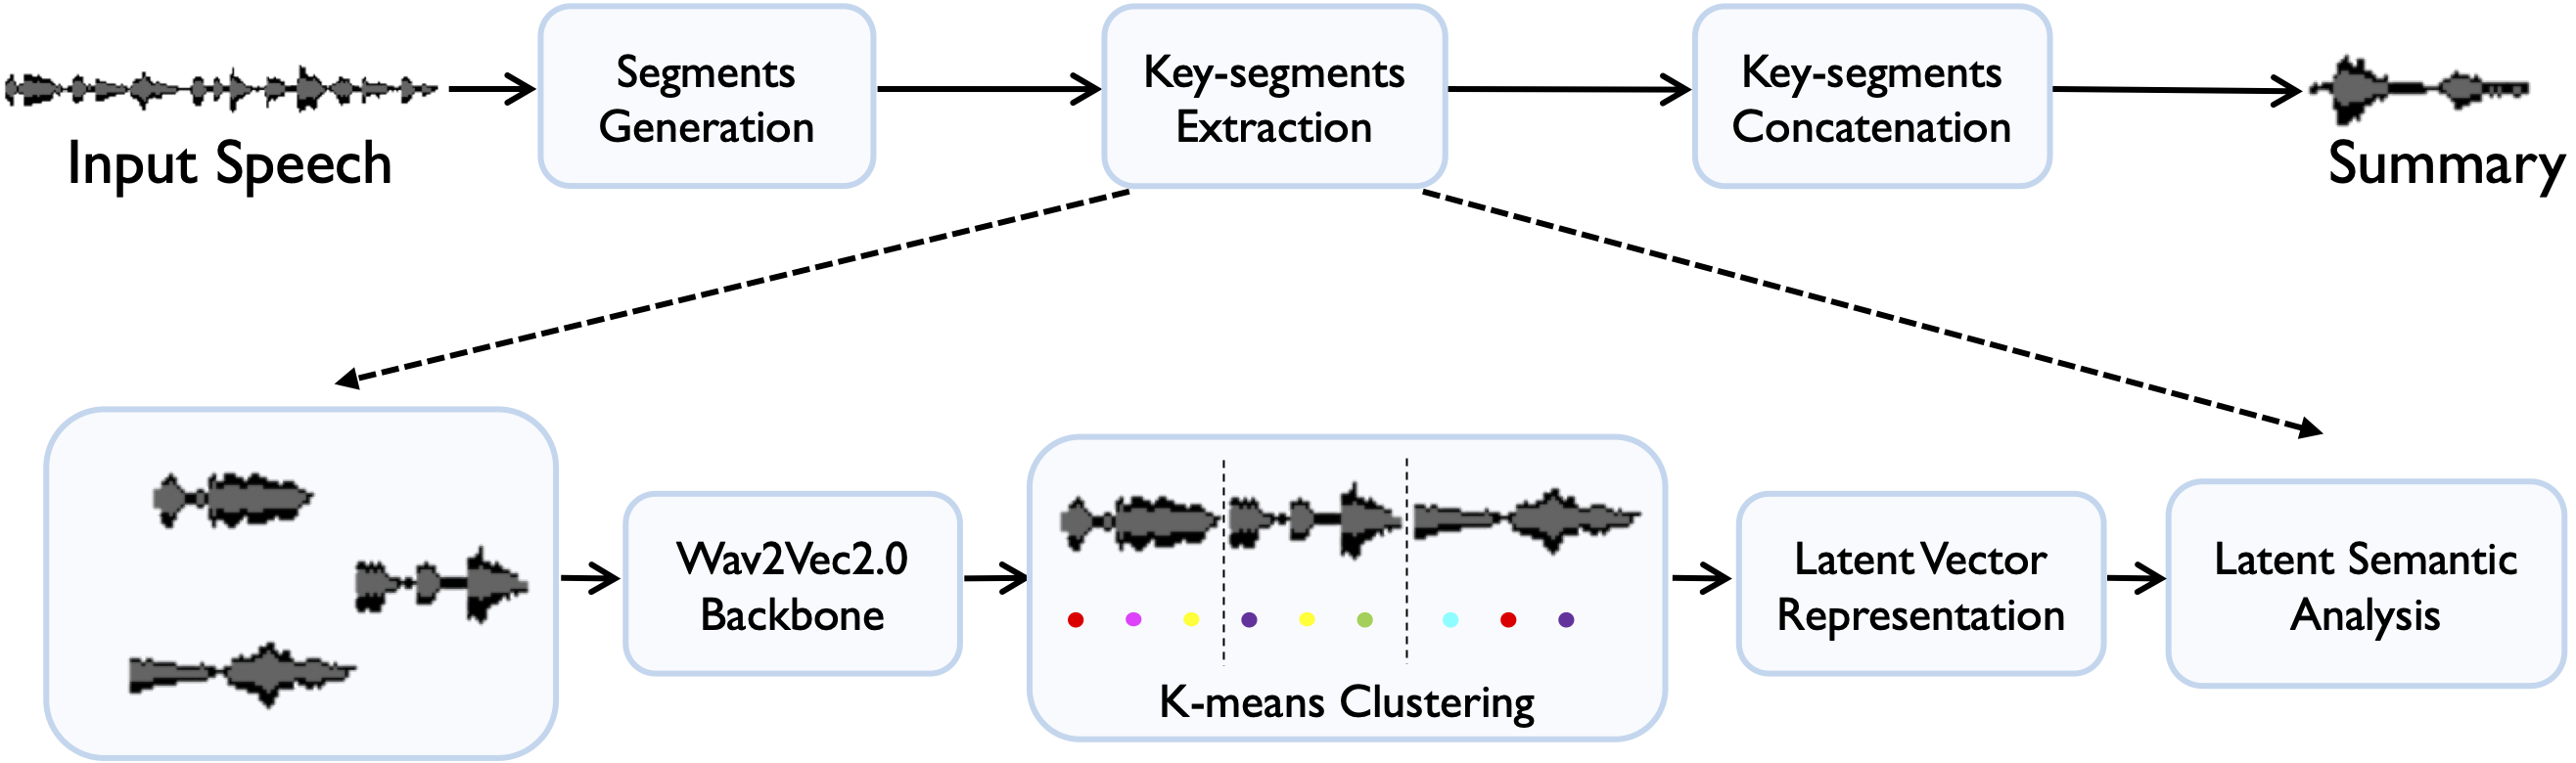 Segments
Generation
Key-segments
Extraction
Key-segments
Concatenation
Input Speech
Summary
Wav2Vec2.0
Backbone
K-means Clustering
Latent Vector
Representation
Latent Semantic
Analysis